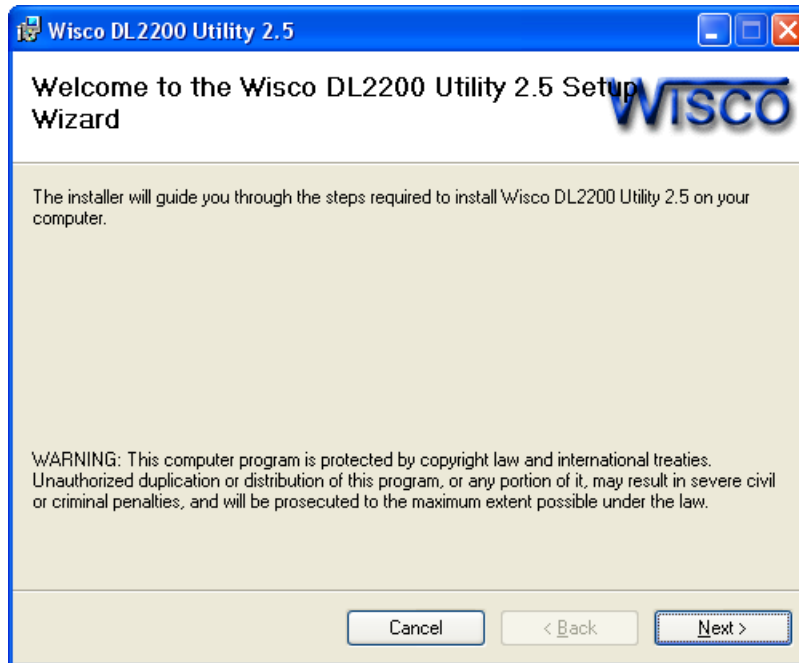 Wisco DL2200 Utility 2.5
Welcome to the Wisco DL2200 Utility 2.5 Setup
Wizard
WISCO
The installer will guide you through the steps required to install Wisco DL2200 Utility 2.5 on your
computer.
WARNING: This computer program is protected by copyright law and international treaties.
Unauthorized duplication or distribution of this program, or any portion of it, may result in severe civil
or criminal penalties, and will be prosecuted to the maximum extent possible under the law.
Cancel
< Back
Next >